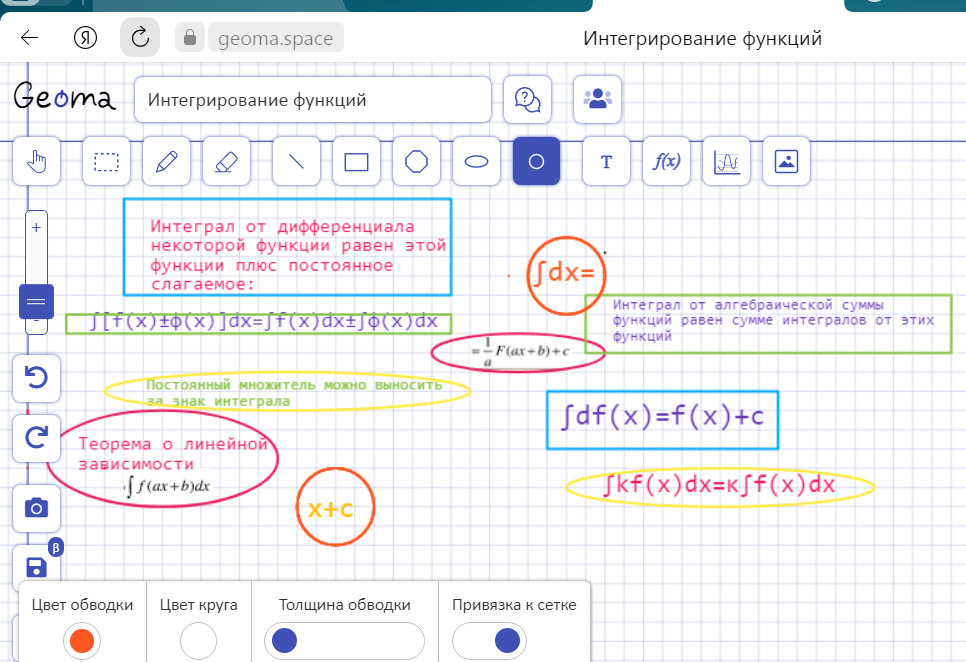 geoma.space
Интегрирование функций
Geoma
Интегрирование функций
T
f(x)
+
-
Интеграл от дифференциала
некоторой функции равен этой
функции плюс постоянное
слагаемое:
∫dx=
Интеграл от алгебраической суммы
функций равен сумме интегралов от этих
функций
∫[f(x)±φ(x)]dx=∫f(x)dx±∫φ(x)dx
=1/a F(ax+b)+c
Постоянный множитель можно выносить
за знак интеграла
∫df(x)=f(x)+c
Теорема о линейной
зависимости
∫f(ax+b)dx
∫kf(x)dx=к∫f(x)dx
x+c
β
Цвет обводки
Цвет круга
Толщина обводки
Привязка к сетке